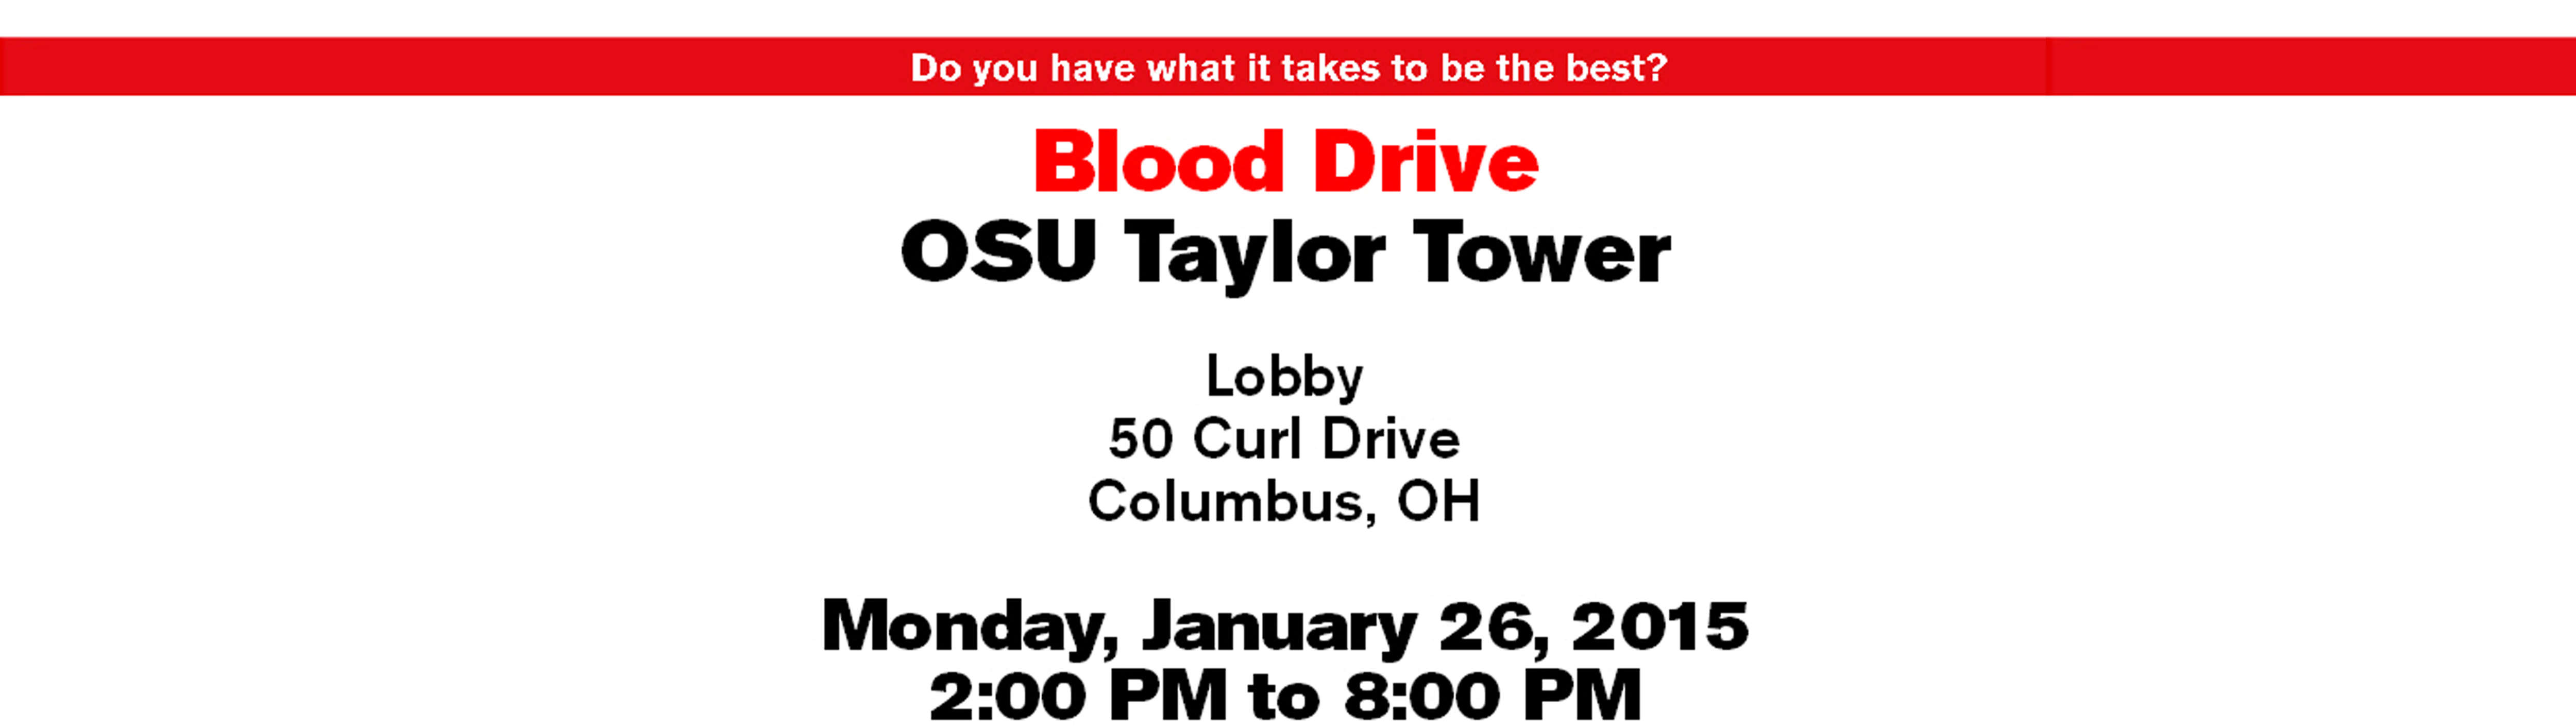 Do you have what it takes to be the best?
Blood Drive
OSU Taylor Tower
Lobby
50 Curl Drive
Columbus, OH
Monday, January 26, 2015
2:00 PM to 8:00 PM